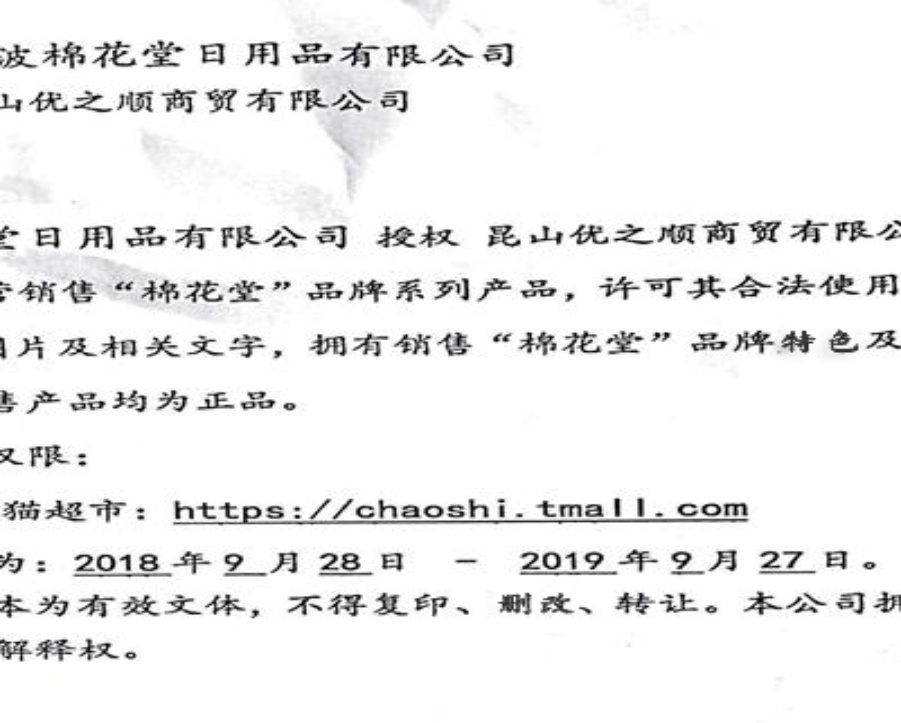 波棉花堂日用品有限公司
山优之顺商贸有限公司
堂日用品有限公司 授权 昆山优之顺商贸有限公
营销售“棉花堂”品牌系列产品，许可其合法使用
图片及相关文字，拥有销售“棉花堂”品牌特色及
售产品均为正品。
权限：
猫超市：https://chaoshi.tmall.com
为：2018 年 9 月 28 日 － 2019 年 9 月 27 日。
本为有效文体，不得复印、删改、转让。本公司拥
解释权。